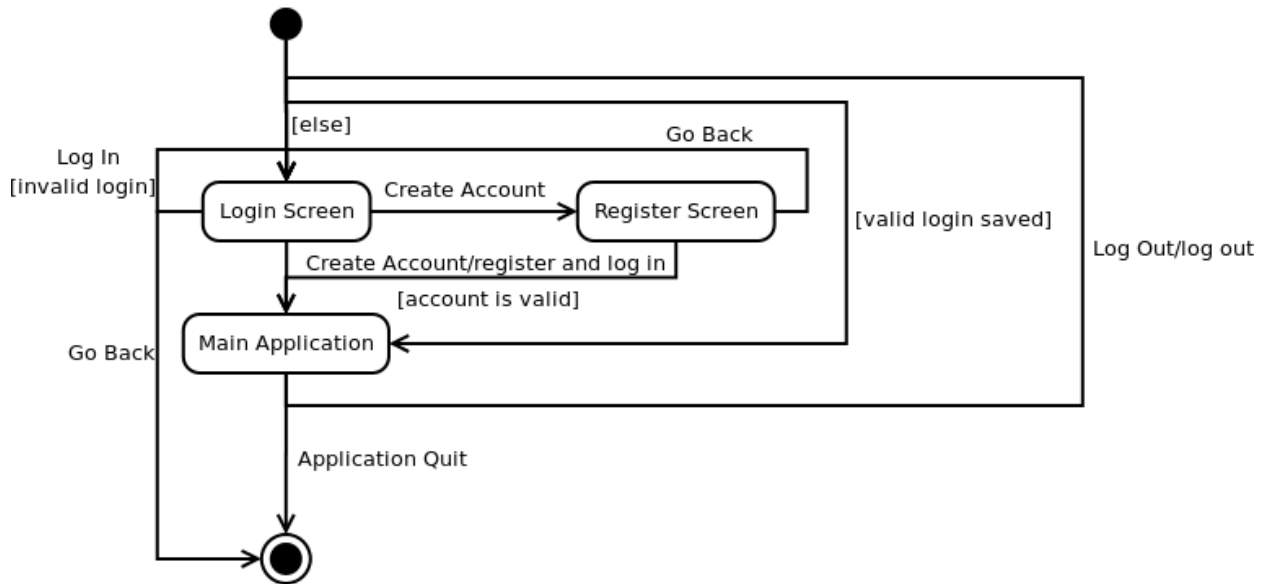 [else]
Go Back
Log In
[invalid login]
Create Account
Login Screen
Register Screen
[valid login saved]
Log Out/log out
Create Account/register and log in
[account is valid]
Main Application
Go Back
Application Quit